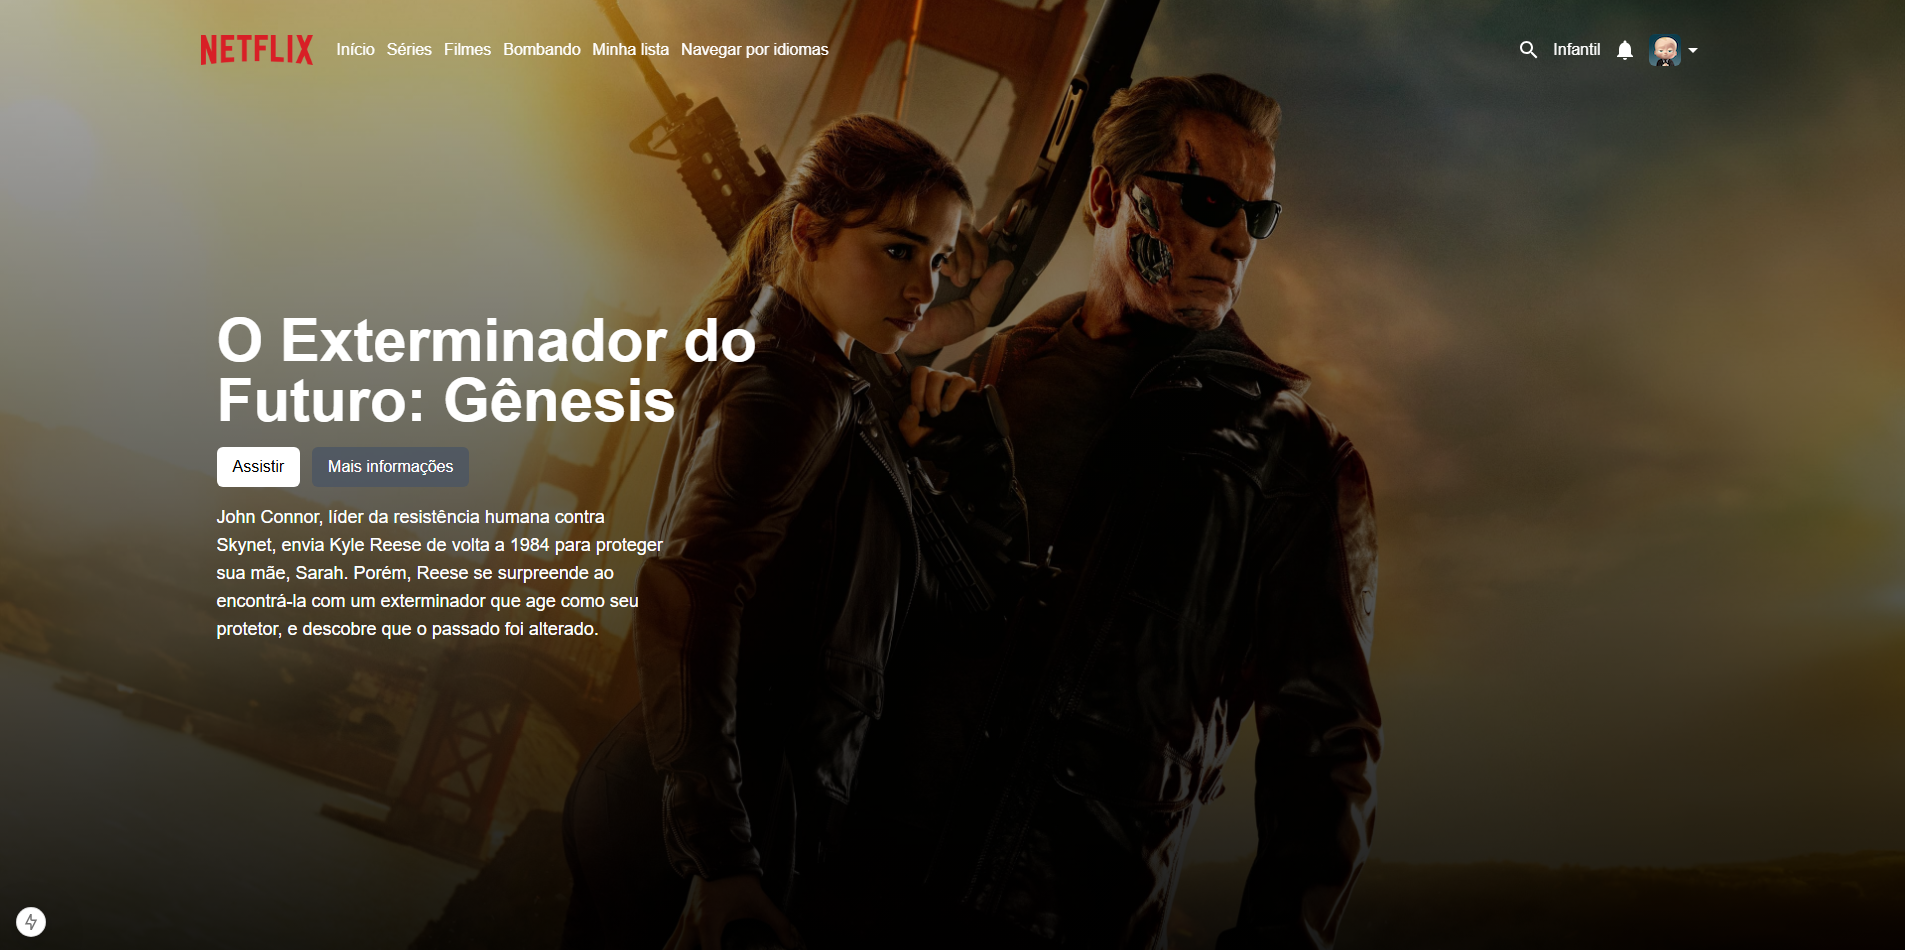 NETFLIX Início Séries Filmes Bombando Minha lista Navegar por idiomas Infantil
O Exterminador do
Futuro: Gênesis
Assistir Mais informações
John Connor, líder da resistência humana contra
Skynet, envia Kyle Reese de volta a 1984 para proteger
sua mãe, Sarah. Porém, Reese se surpreende ao
encontrá-la com um exterminador que age como seu
protetor, e descobre que o passado foi alterado.